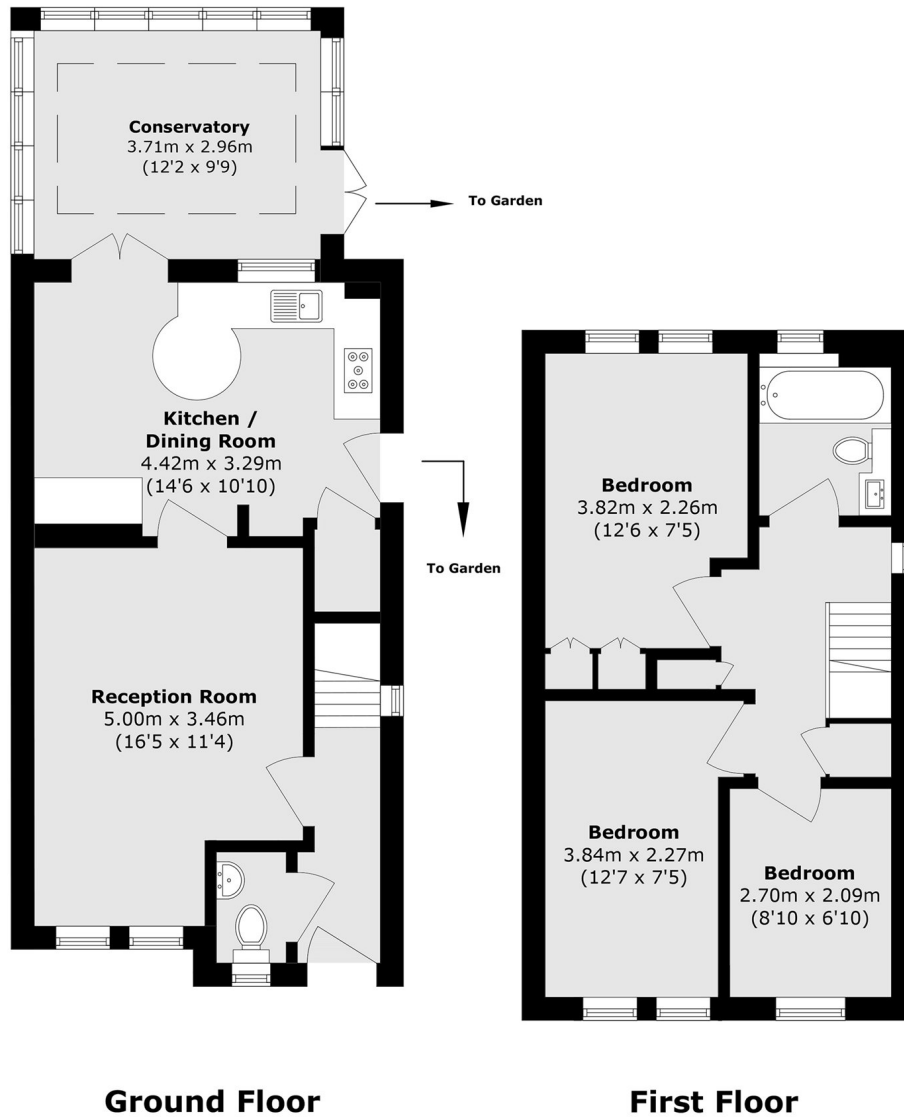 Conservatory
3.71m x 2.96m
(12'2 x 9'9)
To Garden
Kitchen /
Dining Room
4.42m x 3.29m
(14'6 x 10'10)
To Garden
Reception Room
5.00m x 3.46m
(16'5 x 11'4)
Bedroom
3.82m x 2.26m
(12'6 x 7'5)
Bedroom
3.84m x 2.27m
(12'7 x 7'5)
Bedroom
2.70m x 2.09m
(8'10 x 6'10)
Ground Floor
First Floor